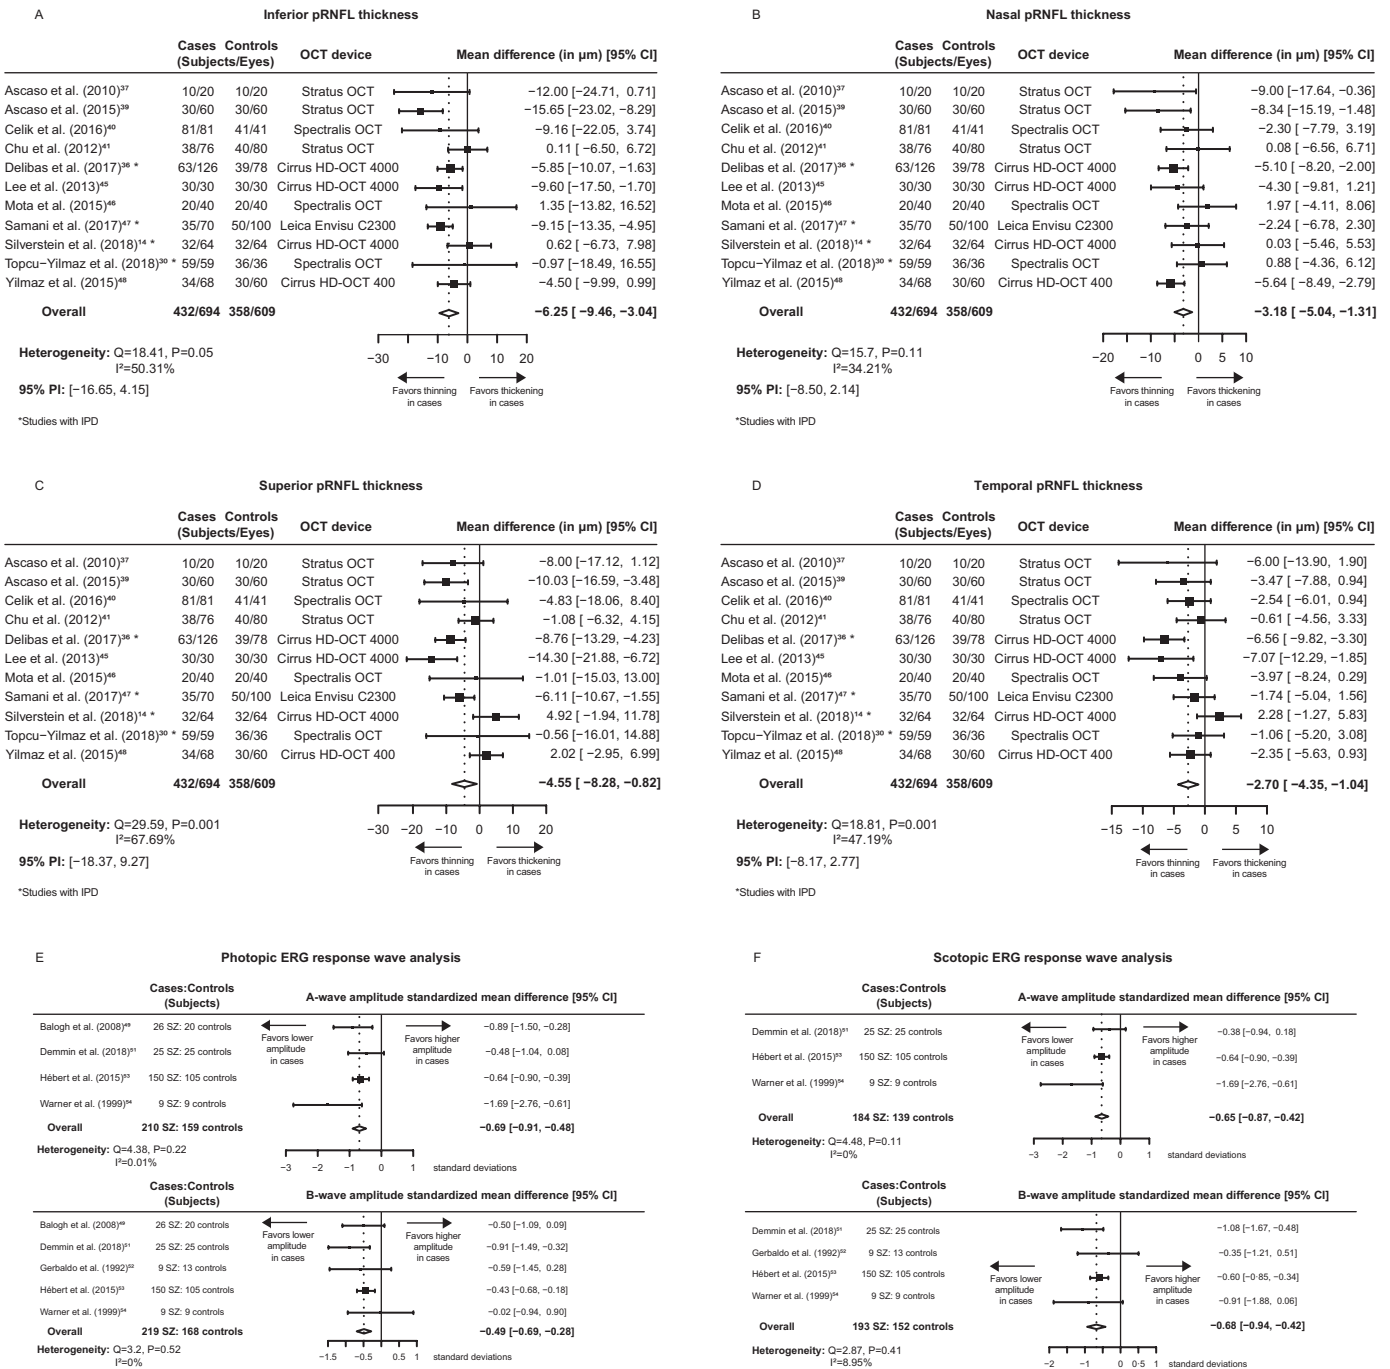 A
Inferior pRNFL thickness
Cases Controls
(Subjects/Eyes) OCT device Mean difference (in µm) [95% CI]
Ascaso et al. (2010)³⁷ 10/20 10/20 Stratus OCT −12.00 [−24.71, 0.71]
Ascaso et al. (2015)³⁹ 30/60 30/60 Stratus OCT −15.65 [−23.02, −8.29]
Celik et al. (2016)⁴⁰ 81/81 41/41 Spectralis OCT −9.16 [−22.05, 3.74]
Chu et al. (2012)⁴¹ 38/76 40/80 Stratus OCT 0.11 [−6.50, 6.72]
Delibas et al. (2017)³⁶ * 63/126 39/78 Cirrus HD-OCT 4000 −5.85 [−10.07, −1.63]
Lee et al. (2013)⁴⁵ 30/30 30/30 Cirrus HD-OCT 4000 −9.60 [−17.50, −1.70]
Mota et al. (2015)⁴⁶ 20/40 20/40 Spectralis OCT 1.35 [−13.82, 16.52]
Samani et al. (2017)⁴⁷ * 35/70 50/100 Leica Envisu C2300 −9.15 [−13.35, −4.95]
Silverstein et al. (2018)¹⁴ * 32/64 32/64 Cirrus HD-OCT 4000 0.62 [−6.73, 7.98]
Topcu−Yilmaz et al. (2018)³⁰ * 59/59 36/36 Spectralis OCT −0.97 [−18.49, 16.55]
Yilmaz et al. (2015)⁴⁸ 34/68 30/60 Cirrus HD-OCT 400 −4.50 [−9.99, 0.99]
Overall 432/694 358/609 −6.25 [−9.46, −3.04]
Heterogeneity: Q=18.41, P=0.05
I²=50.31%
−30 −10 0 10 20
95% PI: [−16.65, 4.15]
Favors thinning in cases
Favors thickening in cases
*Studies with IPD
B
Nasal pRNFL thickness
Cases Controls
(Subjects/Eyes) OCT device Mean difference (in µm) [95% CI]
Ascaso et al. (2010)³⁷ 10/20 10/20 Stratus OCT −9.00 [−17.64, −0.36]
Ascaso et al. (2015)³⁹ 30/60 30/60 Stratus OCT −8.34 [−15.19, −1.48]
Celik et al. (2016)⁴⁰ 81/81 41/41 Spectralis OCT −2.30 [−7.79, 3.19]
Chu et al. (2012)⁴¹ 38/76 40/80 Stratus OCT 0.08 [−6.56, 6.71]
Delibas et al. (2017)³⁶ * 63/126 39/78 Cirrus HD-OCT 4000 −5.10 [−8.20, −2.00]
Lee et al. (2013)⁴⁵ 30/30 30/30 Cirrus HD-OCT 4000 −4.30 [−9.81, 1.21]
Mota et al. (2015)⁴⁶ 20/40 20/40 Spectralis OCT 1.97 [−4.11, 8.06]
Samani et al. (2017)⁴⁷ * 35/70 50/100 Leica Envisu C2300 −2.24 [−6.78, 2.30]
Silverstein et al. (2018)¹⁴ * 32/64 32/64 Cirrus HD-OCT 4000 0.03 [−5.46, 5.53]
Topcu−Yilmaz et al. (2018)³⁰ * 59/59 36/36 Spectralis OCT 0.88 [−4.36, 6.12]
Yilmaz et al. (2015)⁴⁸ 34/68 30/60 Cirrus HD-OCT 400 −5.64 [−8.49, −2.79]
Overall 432/694 358/609 −3.18 [−5.04, −1.31]
Heterogeneity: Q=15.7, P=0.11
I²=34.21%
−20 −10 0 5 10
95% PI: [−8.50, 2.14]
Favors thinning in cases
Favors thickening in cases
*Studies with IPD
C
Superior pRNFL thickness
Cases Controls
(Subjects/Eyes) OCT device Mean difference (in µm) [95% CI]
Ascaso et al. (2010)³⁷ 10/20 10/20 Stratus OCT −8.00 [−17.12, 1.12]
Ascaso et al. (2015)³⁹ 30/60 30/60 Stratus OCT −10.03 [−16.59, −3.48]
Celik et al. (2016)⁴⁰ 81/81 41/41 Spectralis OCT −4.83 [−18.06, 8.40]
Chu et al. (2012)⁴¹ 38/76 40/80 Stratus OCT −1.08 [−6.32, 4.15]
Delibas et al. (2017)³⁶ * 63/126 39/78 Cirrus HD-OCT 4000 −8.76 [−13.29, −4.23]
Lee et al. (2013)⁴⁵ 30/30 30/30 Cirrus HD-OCT 4000 −14.30 [−21.88, −6.72]
Mota et al. (2015)⁴⁶ 20/40 20/40 Spectralis OCT −1.01 [−15.03, 13.00]
Samani et al. (2017)⁴⁷ * 35/70 50/100 Leica Envisu C2300 −6.11 [−10.67, −1.55]
Silverstein et al. (2018)¹⁴ * 32/64 32/64 Cirrus HD-OCT 4000 4.92 [−1.94, 11.78]
Topcu−Yilmaz et al. (2018)³⁰ * 59/59 36/36 Spectralis OCT −0.56 [−16.01, 14.88]
Yilmaz et al. (2015)⁴⁸ 34/68 30/60 Cirrus HD-OCT 400 2.02 [−2.95, 6.99]
Overall 432/694 358/609 −4.55 [−8.28, −0.82]
Heterogeneity: Q=29.59, P=0.001
I²=67.69%
−30 −20 −10 0 10 20
95% PI: [−18.37, 9.27]
Favors thinning in cases
Favors thickening in cases
*Studies with IPD
D
Temporal pRNFL thickness
Cases Controls
(Subjects/Eyes) OCT device Mean difference (in µm) [95% CI]
Ascaso et al. (2010)³⁷ 10/20 10/20 Stratus OCT −6.00 [−13.90, 1.90]
Ascaso et al. (2015)³⁹ 30/60 30/60 Stratus OCT −3.47 [−7.88, 0.94]
Celik et al. (2016)⁴⁰ 81/81 41/41 Spectralis OCT −2.54 [−6.01, 0.94]
Chu et al. (2012)⁴¹ 38/76 40/80 Stratus OCT −0.61 [−4.56, 3.33]
Delibas et al. (2017)³⁶ * 63/126 39/78 Cirrus HD-OCT 4000 −6.56 [−9.82, −3.30]
Lee et al. (2013)⁴⁵ 30/30 30/30 Cirrus HD-OCT 4000 −7.07 [−12.29, −1.85]
Mota et al. (2015)⁴⁶ 20/40 20/40 Spectralis OCT −3.97 [−8.24, 0.29]
Samani et al. (2017)⁴⁷ * 35/70 50/100 Leica Envisu C2300 −1.74 [−5.04, 1.56]
Silverstein et al. (2018)¹⁴ * 32/64 32/64 Cirrus HD-OCT 4000 2.28 [−1.27, 5.83]
Topcu−Yilmaz et al. (2018)³⁰ * 59/59 36/36 Spectralis OCT −1.06 [−5.20, 3.08]
Yilmaz et al. (2015)⁴⁸ 34/68 30/60 Cirrus HD-OCT 400 −2.35 [−5.63, 0.93]
Overall 432/694 358/609 −2.70 [−4.35, −1.04]
Heterogeneity: Q=18.81, P=0.001
I²=47.19%
−15 −10 −5 0 5 10
95% PI: [−8.17, 2.77]
Favors thinning in cases
Favors thickening in cases
*Studies with IPD
E
Photopic ERG response wave analysis
Cases:Controls
(Subjects) A-wave amplitude standardized mean difference [95% CI]
Favors lower amplitude in cases
Favors higher amplitude in cases
Balogh et al. (2008)⁴⁹ 26 SZ: 20 controls −0.89 [−1.50, −0.28]
Demmin et al. (2018)⁵¹ 25 SZ: 25 controls −0.48 [−1.04, 0.08]
Hébert et al. (2015)⁵³ 150 SZ: 105 controls −0.64 [−0.90, −0.39]
Warner et al. (1999)⁵⁴ 9 SZ: 9 controls −1.69 [−2.76, −0.61]
Overall 210 SZ: 159 controls −0.69 [−0.91, −0.48]
Heterogeneity: Q=4.38, P=0.22
I²=0.01%
−3 −2 −1 0 1 standard deviations
Cases:Controls
(Subjects) B-wave amplitude standardized mean difference [95% CI]
Favors lower amplitude in cases
Favors higher amplitude in cases
Balogh et al. (2008)⁴⁹ 26 SZ: 20 controls −0.50 [−1.09, 0.09]
Demmin et al. (2018)⁵¹ 25 SZ: 25 controls −0.91 [−1.49, −0.32]
Gerbaldo et al. (1992)⁵² 9 SZ: 13 controls −0.59 [−1.45, 0.28]
Hébert et al. (2015)⁵³ 150 SZ: 105 controls −0.43 [−0.68, −0.18]
Warner et al. (1999)⁵⁴ 9 SZ: 9 controls −0.02 [−0.94, 0.90]
Overall 219 SZ: 168 controls −0.49 [−0.69, −0.28]
Heterogeneity: Q=3.2, P=0.52
I²=0%
−1.5 −0.5 0.5 1 standard deviations
F
Scotopic ERG response wave analysis
Cases:Controls
(Subjects) A-wave amplitude standardized mean difference [95% CI]
Favors lower amplitude in cases
Favors higher amplitude in cases
Demmin et al. (2018)⁵¹ 25 SZ: 25 controls −0.38 [−0.94, 0.18]
Hébert et al. (2015)⁵³ 150 SZ: 105 controls −0.64 [−0.90, −0.39]
Warner et al. (1999)⁵⁴ 9 SZ: 9 controls −1.69 [−2.76, −0.61]
Overall 184 SZ: 139 controls −0.65 [−0.87, −0.42]
Heterogeneity: Q=4.48, P=0.11
I²=0%
−3 −2 −1 0 1 standard deviations
Cases:Controls
(Subjects) B-wave amplitude standardized mean difference [95% CI]
Demmin et al. (2018)⁵¹ 25 SZ: 25 controls −1.08 [−1.67, −0.48]
Gerbaldo et al. (1992)⁵² 9 SZ: 13 controls −0.35 [−1.21, 0.51]
Hébert et al. (2015)⁵³ 150 SZ: 105 controls −0.60 [−0.85, −0.34]
Warner et al. (1999)⁵⁴ 9 SZ: 9 controls −0.91 [−1.88, 0.06]
Favors lower amplitude in cases
Favors higher amplitude in cases
Overall 193 SZ: 152 controls −0.68 [−0.94, −0.42]
Heterogeneity: Q=2.87, P=0.41
I²=8.95%
−2 −1 0 0·5 1 standard deviations